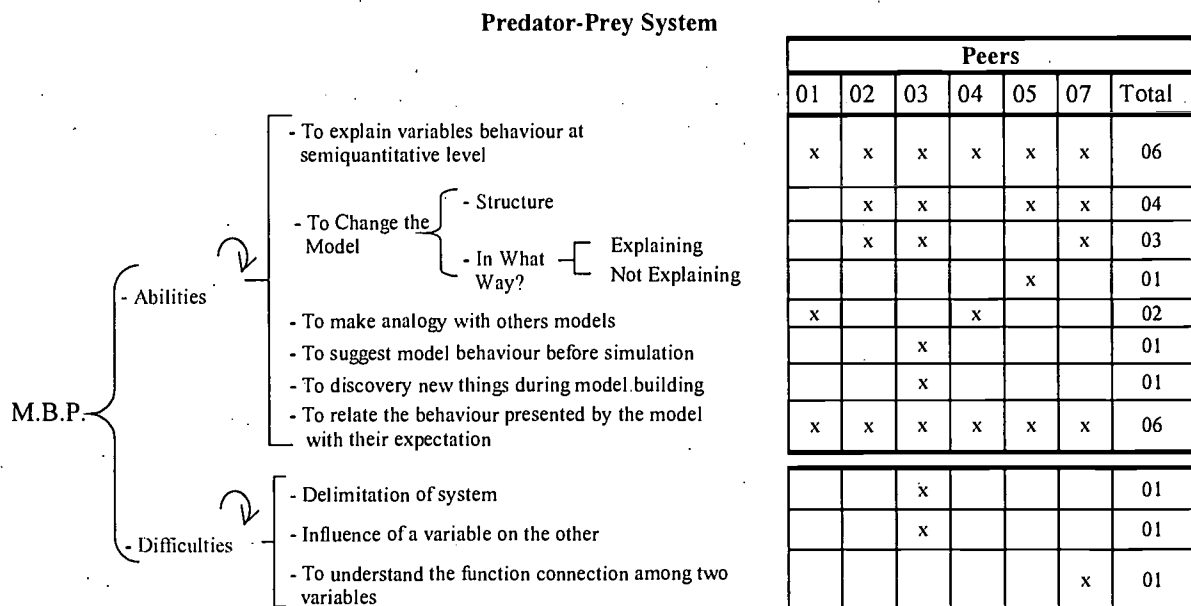 Predator-Prey System
Peers
01 02 03 04 05 07 Total
- To explain variables behaviour at
semiquantitative level
x x x x x x 06
- To Change the
Model
- Structure
x x x x 04
- In What
Way?
Explaining
x x x 03
Not Explaining
x 01
- Abilities
- To make analogy with others models
x x 02
- To suggest model behaviour before simulation
x 01
- To discovery new things during model building
x 01
M.B.P.
- To relate the behaviour presented by the model
with their expectation
x x x x x x 06
- Delimitation of system
x 01
- Influence of a variable on the other
x 01
- Difficulties
- To understand the function connection among two
variables
x 01